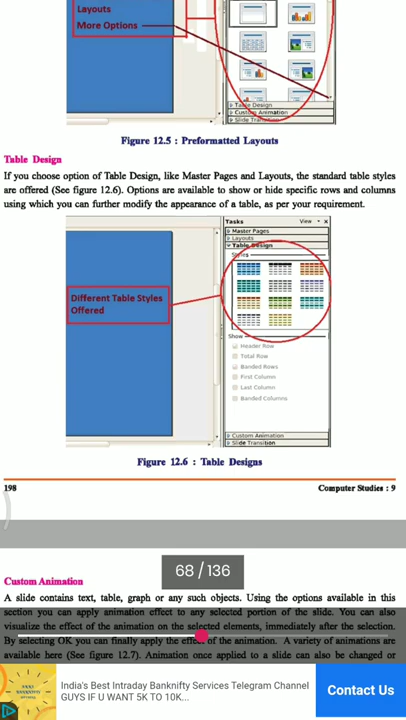 Layouts
More Options
Table Design
Custom Animation
Slide Transition
Figure 12.5 : Preformatted Layouts
Table Design
If you choose option of Table Design, like Master Pages and Layouts, the standard table styles
are offered (See figure 12.6). Options are available to show or hide specific rows and columns
using which you can further modify the appearance of a table, as per your requirement.
Tasks View
Master Pages
Layouts
Table Design
Styles
Different Table Styles
Offered
Show
Header Row
Total Row
Banded Rows
First Column
Last Column
Banded Columns
Custom Animation
Slide Transition
Figure 12.6 : Table Designs
198 Computer Studies : 9
68 / 136
Custom Animation
A slide contains text, table, graph or any such objects. Using the options available in this
section you can apply animation effect to any selected portion of the slide. You can also
visualize the effect of the animation on the selected elements, immediately after the selection.
By selecting OK you can finally apply the effect of the animation. A variety of animations are
available here (See figure 12.7). Animation once applied to a slide can also be changed or
India's Best Intraday Banknifty Services Telegram Channel
GUYS IF U WANT 5K TO 10K...
Contact Us